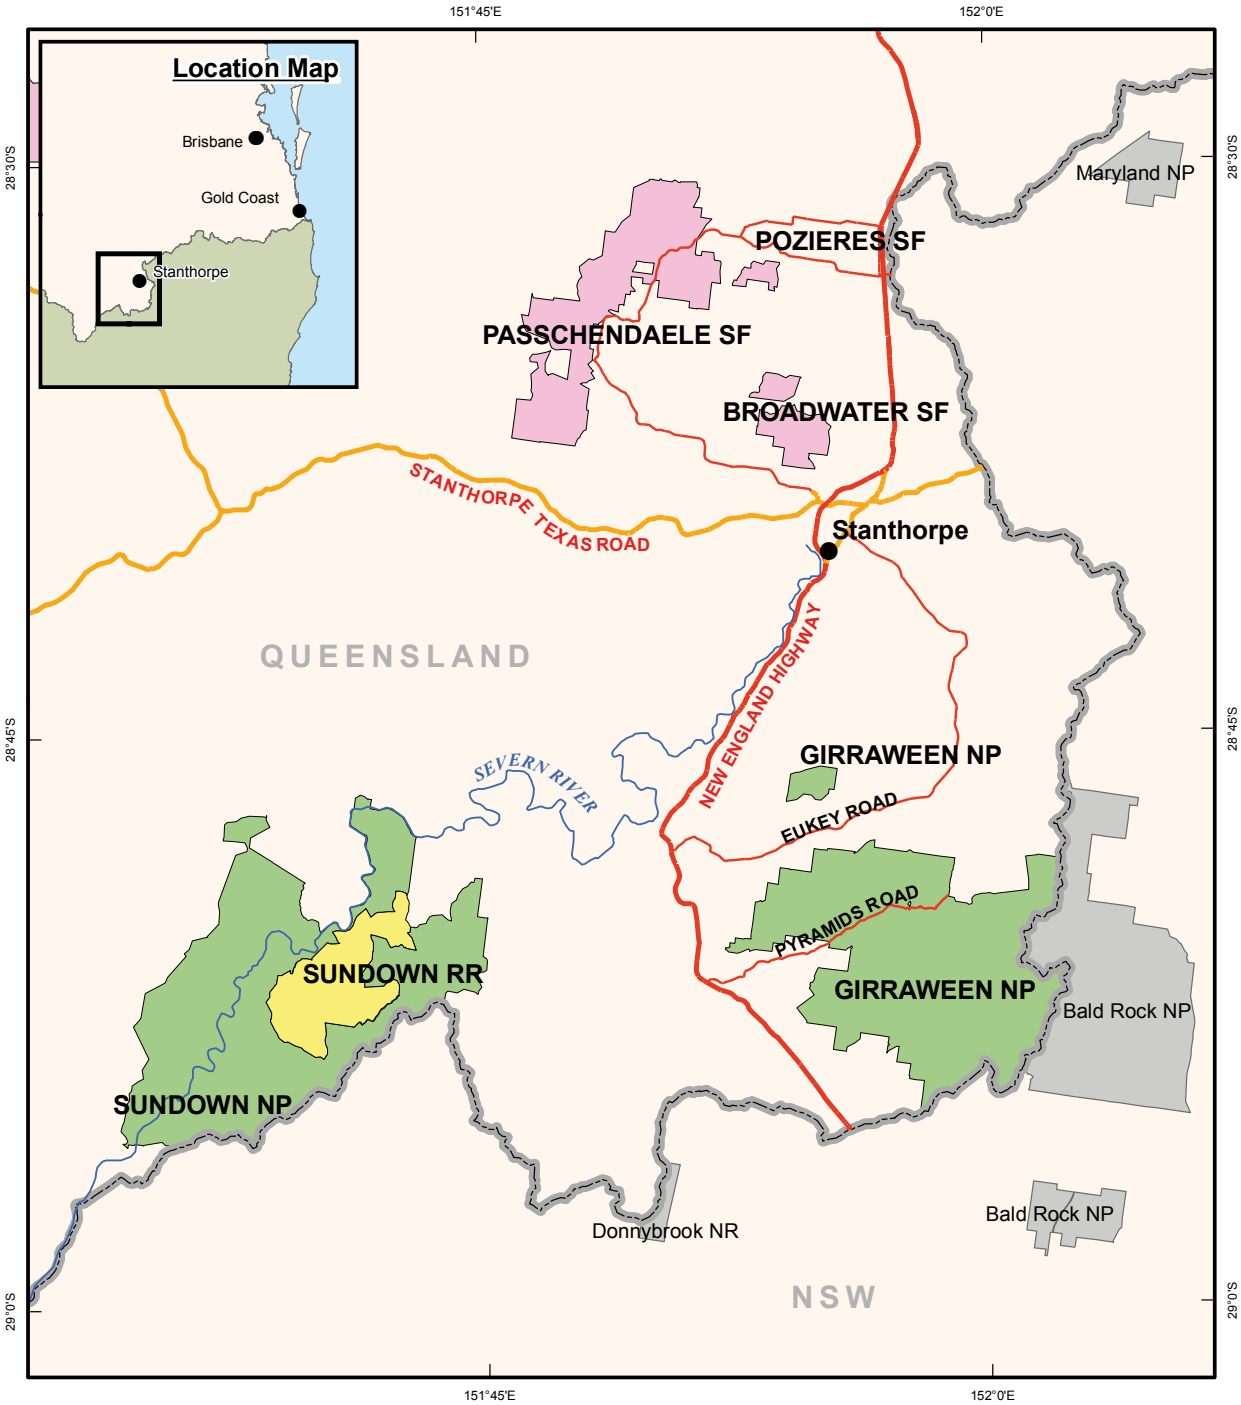 151°45'E
152°0'E
Location Map
Brisbane
Gold Coast
Stanthorpe
28°30'S
28°30'S
Maryland NP
POZIERES SF
PASSCHENDAELE SF
BROADWATER SF
STANTHORPE TEXAS ROAD
Stanthorpe
QUEENSLAND
NEW ENGLAND HIGHWAY
28°45'S
28°45'S
SEVERN RIVER
GIRRAWEEN NP
EUKEY ROAD
PYRAMIDS ROAD
SUNDOWN RR
GIRRAWEEN NP
Bald Rock NP
SUNDOWN NP
Donnybrook NR
Bald Rock NP
NSW
29°0'S
29°0'S
151°45'E
152°0'E